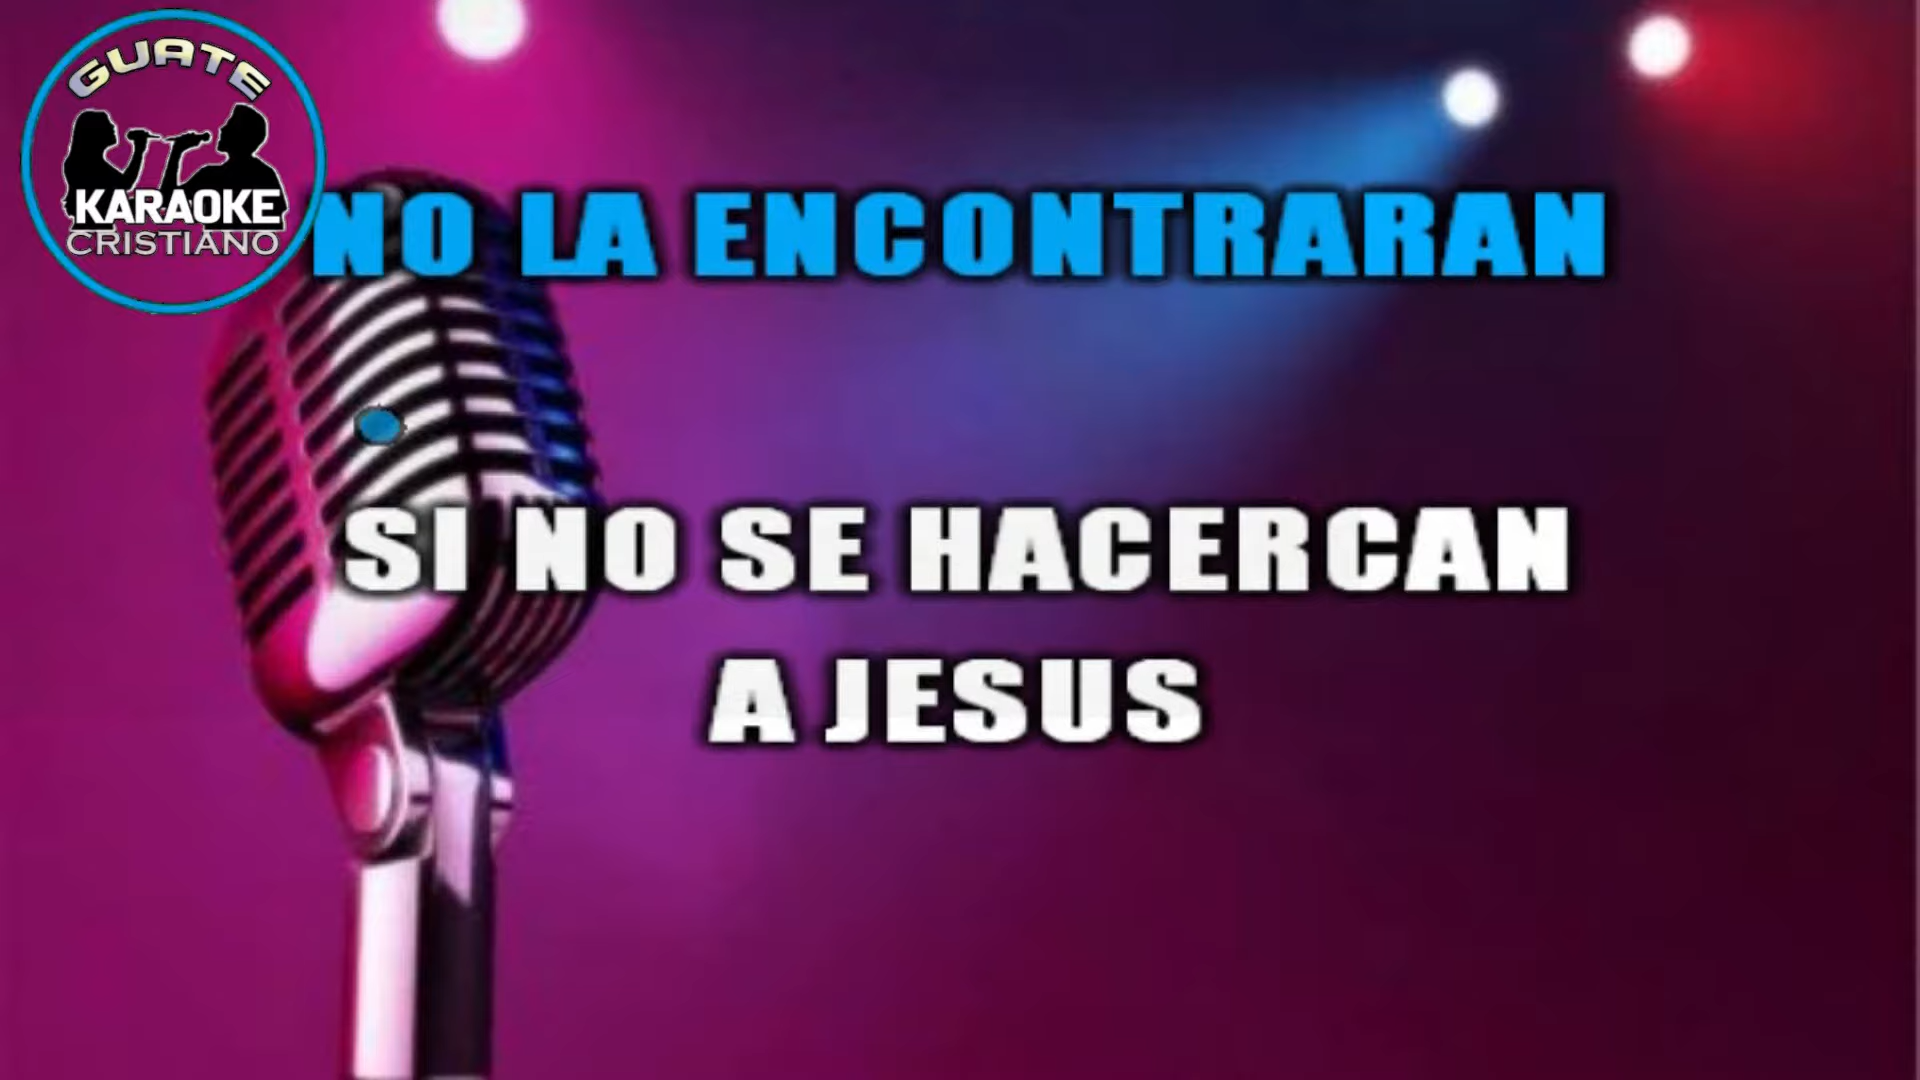 GUATE
KARAOKE
CRISTIANO
NO LA ENCONTRARAN
SI NO SE HACERCAN
A JESUS